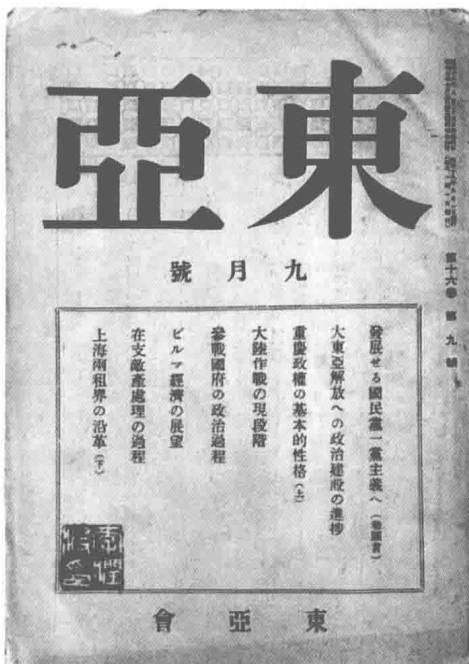 東亞
九月號
第十六卷 第九號
發展せる國民黨一黨主義へ(卷頭言)
大東亞解放への政治建設の進捗
重慶政權の基本的性格(上)
大陸作戰の現段階
參戰國府の政治過程
ビルマ經濟の展望
在支敵產處理の過程
上海兩租界の沿革(下)
東亞會